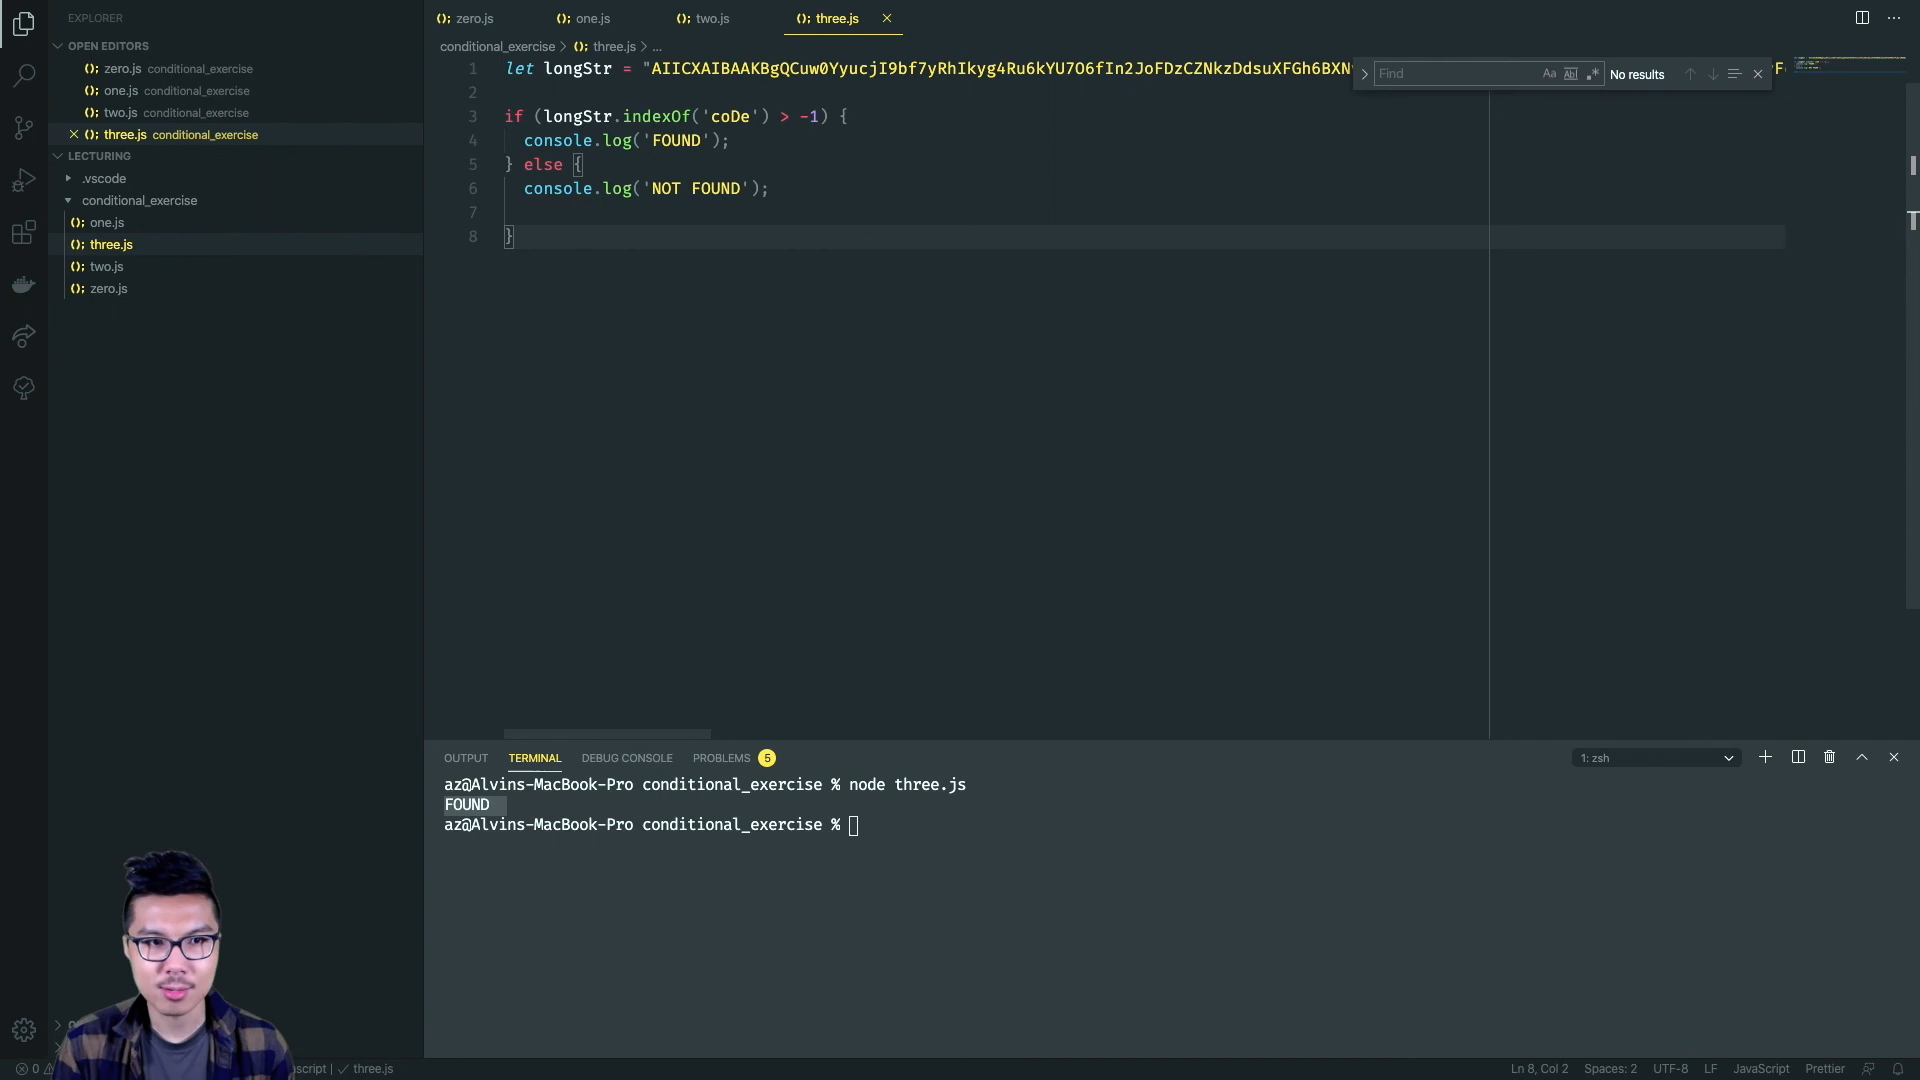 EXPLORER
OPEN EDITORS
zero.js conditional_exercise
one.js conditional_exercise
two.js conditional_exercise
three.js conditional_exercise
LECTURING
.vscode
conditional_exercise
one.js
three.js
two.js
zero.js
zero.js one.js two.js three.js
conditional_exercise > three.js > ...
1 let longStr = "AIICXAIBAAKBgQCuw0YyucjI9bf7yRhIkyg4Ru6kYU7O6fIn2JoFDzCZNkzDdsuXFGh6BXN
Find Aa Abl .* No results
2
3 if (longStr.indexOf('coDe') > -1) {
4 console.log('FOUND');
5 } else {
6 console.log('NOT FOUND');
7
8 }
OUTPUT TERMINAL DEBUG CONSOLE PROBLEMS 5 1: zsh
az@Alvins-MacBook-Pro conditional_exercise % node three.js
FOUND
az@Alvins-MacBook-Pro conditional_exercise %
0 script | ✓ three.js Ln 8, Col 2 Spaces: 2 UTF-8 LF JavaScript Prettier